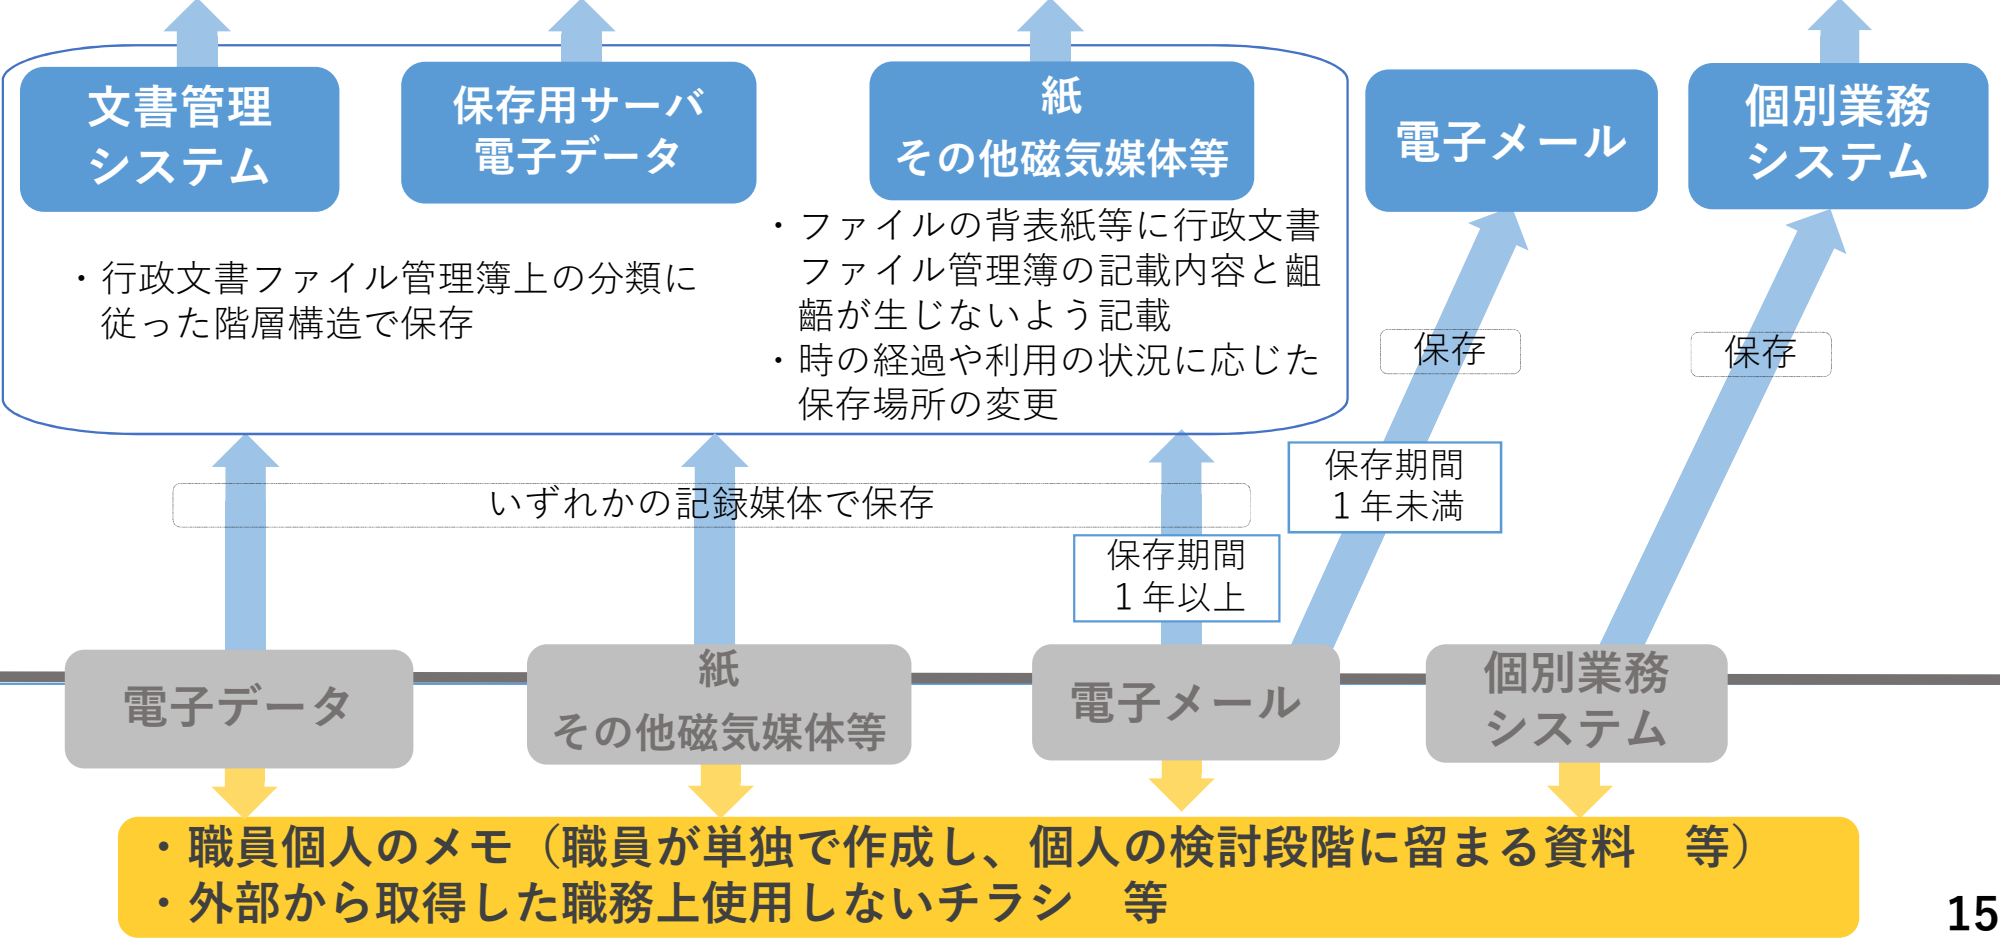 文書管理
システム
保存用サーバ
電子データ
紙
その他磁気媒体等
電子メール
個別業務
システム
・行政文書ファイル管理簿上の分類に
従った階層構造で保存
・ファイルの背表紙等に行政文書
ファイル管理簿の記載内容と齟
齬が生じないよう記載
・時の経過や利用の状況に応じた
保存場所の変更
保存
保存
保存期間
１年未満
いずれかの記録媒体で保存
保存期間
１年以上
電子データ
紙
その他磁気媒体等
電子メール
個別業務
システム
・職員個人のメモ（職員が単独で作成し、個人の検討段階に留まる資料　等）
・外部から取得した職務上使用しないチラシ　等
15